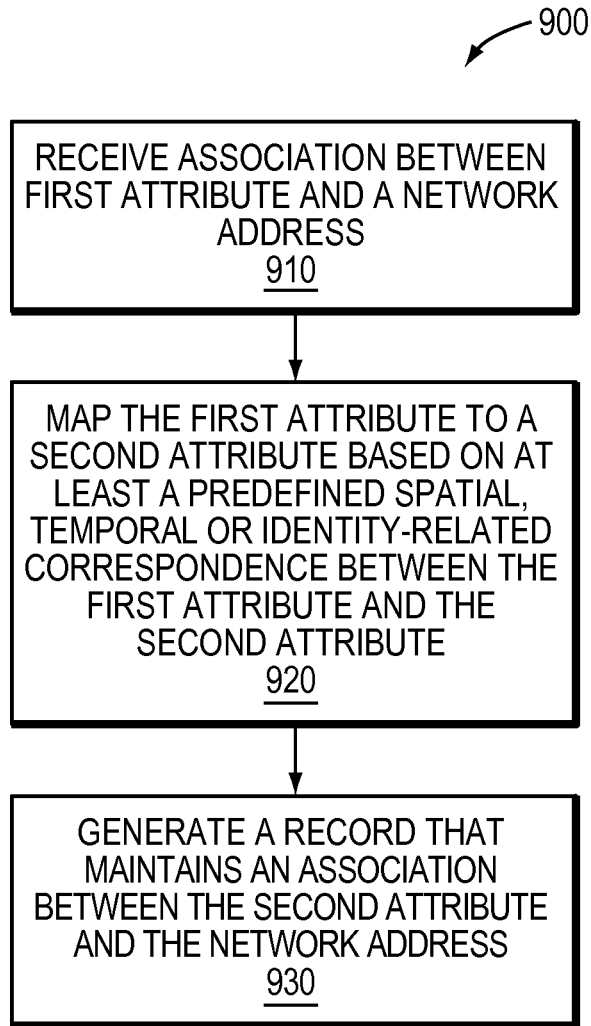 900
RECEIVE ASSOCIATION BETWEEN
FIRST ATTRIBUTE AND A NETWORK
ADDRESS
910
MAP THE FIRST ATTRIBUTE TO A
SECOND ATTRIBUTE BASED ON AT
LEAST A PREDEFINED SPATIAL,
TEMPORAL OR IDENTITY-RELATED
CORRESPONDENCE BETWEEN THE
FIRST ATTRIBUTE AND THE
SECOND ATTRIBUTE
920
GENERATE A RECORD THAT
MAINTAINS AN ASSOCIATION
BETWEEN THE SECOND ATTRIBUTE
AND THE NETWORK ADDRESS
930